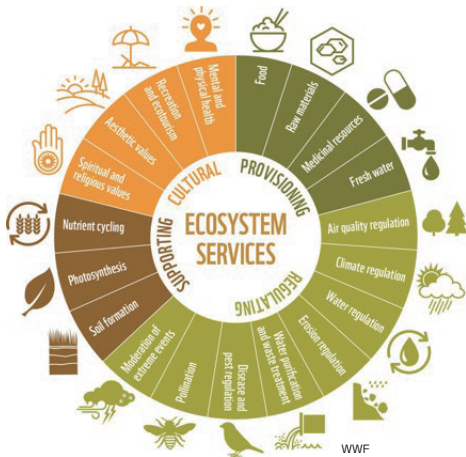 ECOSYSTEM
SERVICES
PROVISIONING
Food
Raw materials
Medicinal resources
Fresh water
REGULATING
Air quality regulation
Climate regulation
Water regulation
Erosion regulation
Water purification
and waste treatment
Disease and
pest regulation
Pollination
Moderation of
extreme events
SUPPORTING
Soil formation
Photosynthesis
Nutrient cycling
CULTURAL
Spiritual and
religious values
Aesthetic values
Recreation
and ecotourism
Mental and
physical health
WWF